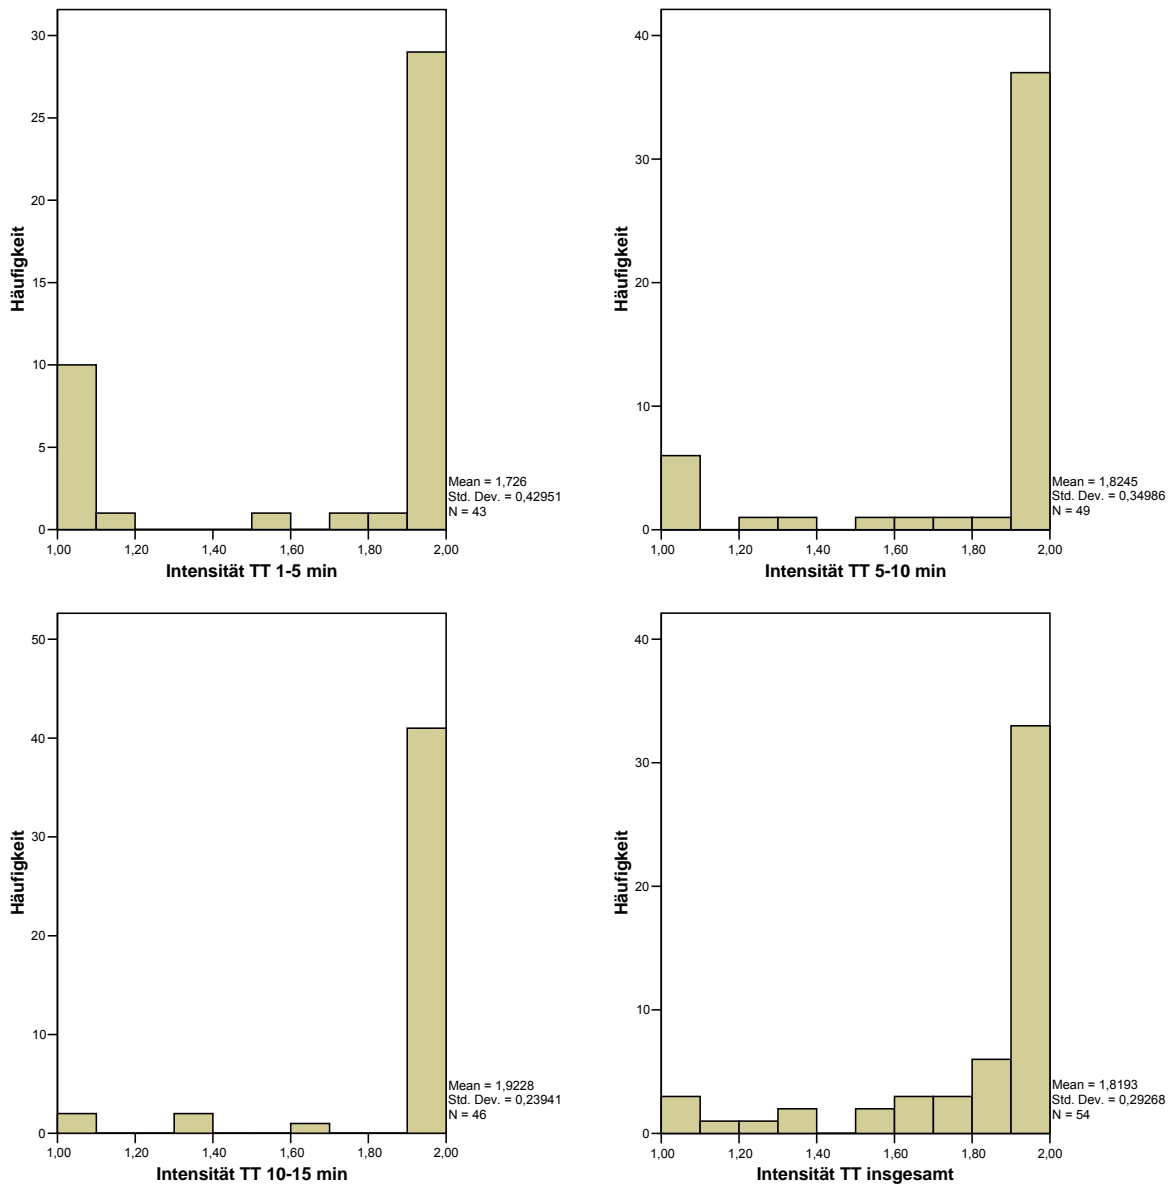 30
25
20
15
10
5
0
Häufigkeit
1,00 1,20 1,40 1,60 1,80 2,00
Intensität TT 1-5 min
Mean = 1,726
Std. Dev. = 0,42951
N = 43
40
30
20
10
0
Häufigkeit
1,00 1,20 1,40 1,60 1,80 2,00
Intensität TT 5-10 min
Mean = 1,8245
Std. Dev. = 0,34986
N = 49
50
40
30
20
10
0
Häufigkeit
1,00 1,20 1,40 1,60 1,80 2,00
Intensität TT 10-15 min
Mean = 1,9228
Std. Dev. = 0,23941
N = 46
40
30
20
10
0
Häufigkeit
1,00 1,20 1,40 1,60 1,80 2,00
Intensität TT insgesamt
Mean = 1,8193
Std. Dev. = 0,29268
N = 54